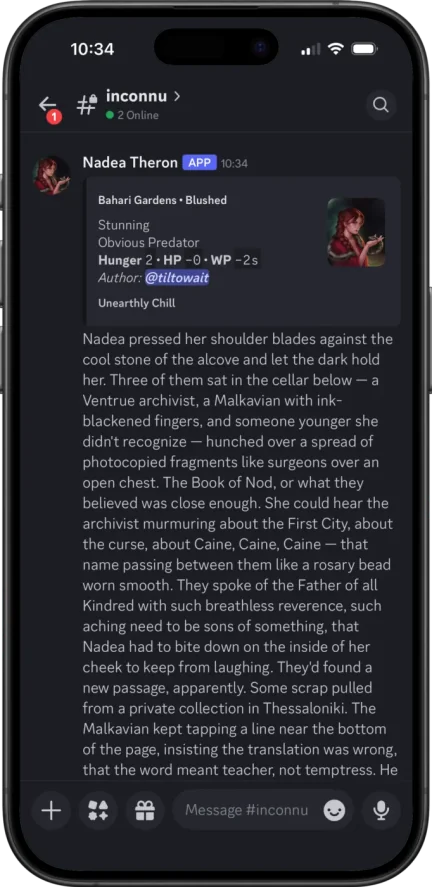 10:34
inconnu >
2 Online
1
Nadea Theron APP 10:34
Bahari Gardens • Blushed
Stunning
Obvious Predator
Hunger 2 • HP -0 • WP -2s
Author: @tiltowait
Unearthly Chill
Nadea pressed her shoulder blades against the
cool stone of the alcove and let the dark hold
her. Three of them sat in the cellar below — a
Ventrue archivist, a Malkavian with ink-
blackened fingers, and someone younger she
didn't recognize — hunched over a spread of
photocopied fragments like surgeons over an
open chest. The Book of Nod, or what they
believed was close enough. She could hear the
archivist murmuring about the First City, about
the curse, about Caine, Caine, Caine — that
name passing between them like a rosary bead
worn smooth. They spoke of the Father of all
Kindred with such breathless reverence, such
aching need to be sons of something, that
Nadea had to bite down on the inside of her
cheek to keep from laughing. They'd found a
new passage, apparently. Some scrap pulled
from a private collection in Thessaloniki. The
Malkavian kept tapping a line near the bottom
of the page, insisting the translation was wrong,
that the word meant teacher, not temptress. He
Message #inconnu